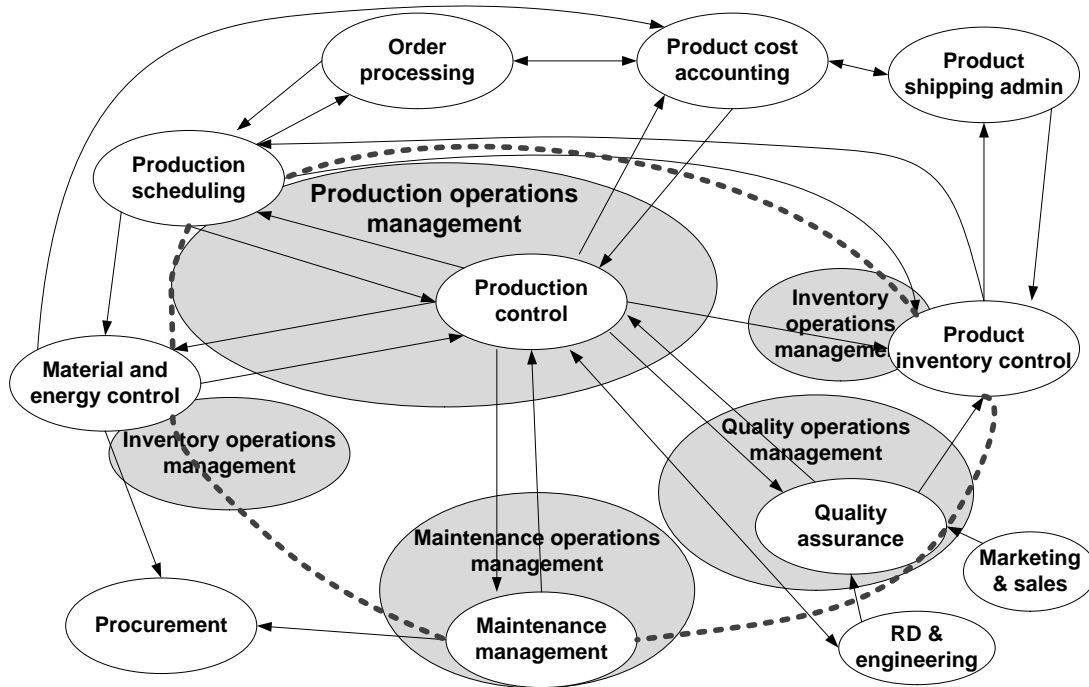 Order
processing
Product cost
accounting
Product
shipping admin
Production
scheduling
Production operations
management
Production
control
Inventory
operations
management
Product
inventory control
Material and
energy control
Inventory operations
management
Quality operations
management
Quality
assurance
Maintenance operations
management
Marketing
& sales
Procurement
Maintenance
management
RD &
engineering